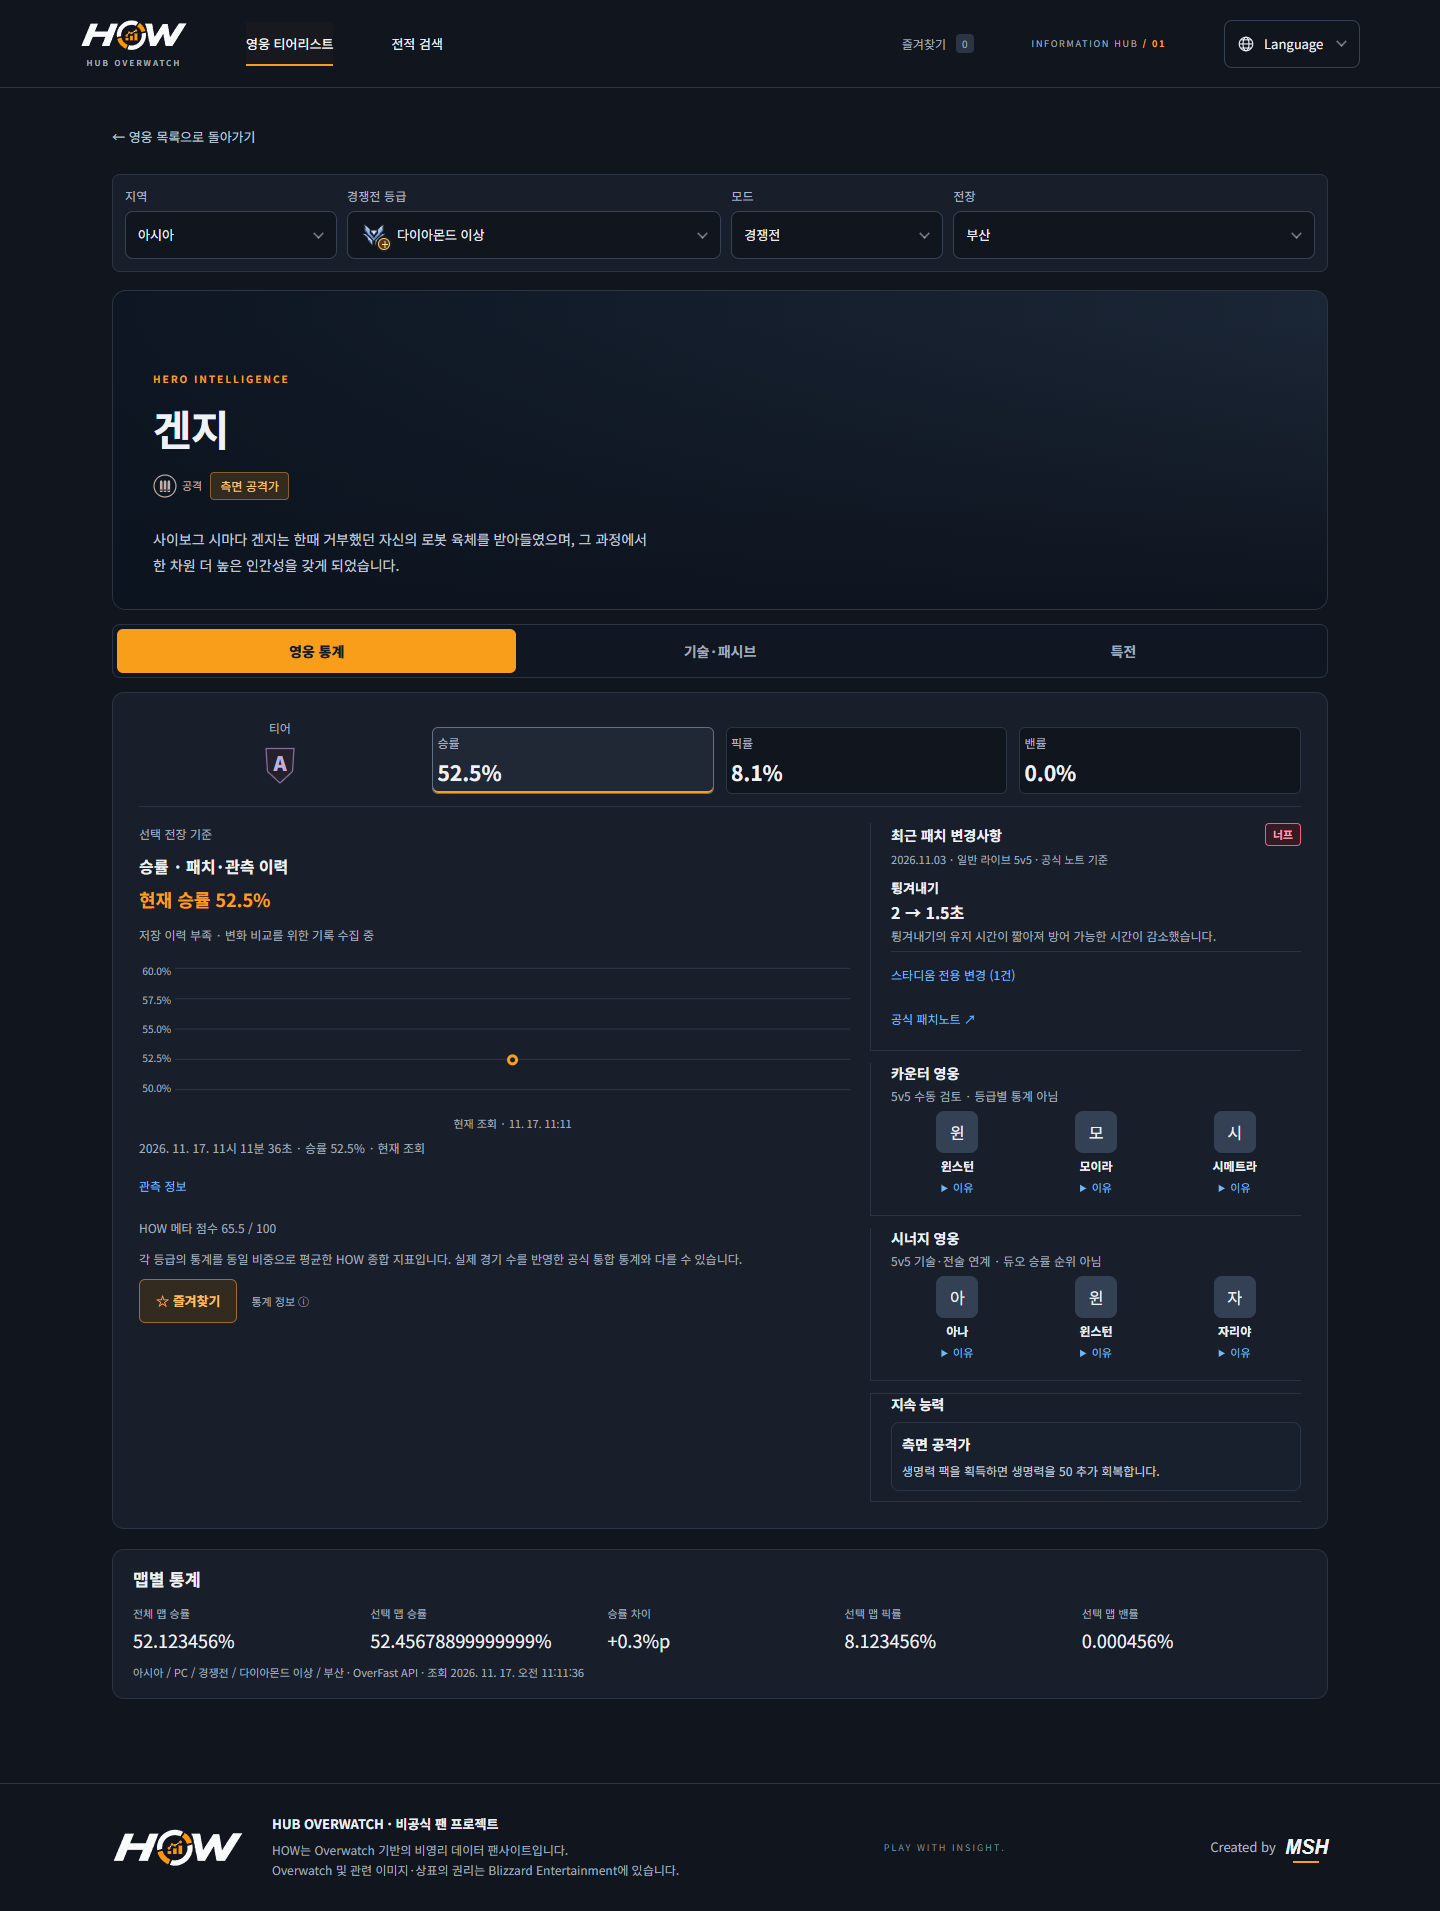 HOW
HUB OVERWATCH
영웅 티어리스트
전적 검색
즐겨찾기 0
INFORMATION HUB / 01
Language
← 영웅 목록으로 돌아가기
지역
경쟁전 등급
모드
전장
아시아
다이아몬드 이상
경쟁전
부산
HERO INTELLIGENCE
겐지
공격
측면 공격가
사이보그 시마다 겐지는 한때 거부했던 자신의 로봇 육체를 받아들였으며, 그 과정에서
한 차원 더 높은 인간성을 갖게 되었습니다.
영웅 통계
기술·패시브
특전
티어
A
승률
52.5%
픽률
8.1%
밴률
0.0%
선택 전장 기준
승률 · 패치·관측 이력
현재 승률 52.5%
저장 이력 부족 · 변화 비교를 위한 기록 수집 중
60.0%
57.5%
55.0%
52.5%
50.0%
현재 조회 · 11. 17. 11:11
2026. 11. 17. 11시 11분 36초 · 승률 52.5% · 현재 조회
관측 정보
HOW 메타 점수 65.5 / 100
각 등급의 통계를 동일 비중으로 평균한 HOW 종합 지표입니다. 실제 경기 수를 반영한 공식 통합 통계와 다를 수 있습니다.
☆ 즐겨찾기
통계 정보 ⓘ
최근 패치 변경사항
너프
2026.11.03 · 일반 라이브 5v5 · 공식 노트 기준
튕겨내기
2 → 1.5초
튕겨내기의 유지 시간이 짧아져 방어 가능한 시간이 감소했습니다.
스타디움 전용 변경 (1건)
공식 패치노트 ↗
카운터 영웅
5v5 수동 검토 · 등급별 통계 아님
윈
모
시
윈스턴
모이라
시메트라
▶ 이유
▶ 이유
▶ 이유
시너지 영웅
5v5 기술·전술 연계 · 듀오 승률 순위 아님
아
윈
자
아나
윈스턴
자리야
▶ 이유
▶ 이유
▶ 이유
지속 능력
측면 공격가
생명력 팩을 획득하면 생명력을 50 추가 회복합니다.
맵별 통계
전체 맵 승률
선택 맵 승률
승률 차이
선택 맵 픽률
선택 맵 밴률
52.123456%
52.45678899999999%
+0.3%p
8.123456%
0.000456%
아시아 / PC / 경쟁전 / 다이아몬드 이상 / 부산 · OverFast API · 조회 2026. 11. 17. 오전 11:11:36
HOW
HUB OVERWATCH · 비공식 팬 프로젝트
HOW는 Overwatch 기반의 비영리 데이터 팬사이트입니다.
Overwatch 및 관련 이미지·상표의 권리는 Blizzard Entertainment에 있습니다.
PLAY WITH INSIGHT.
Created by MSH